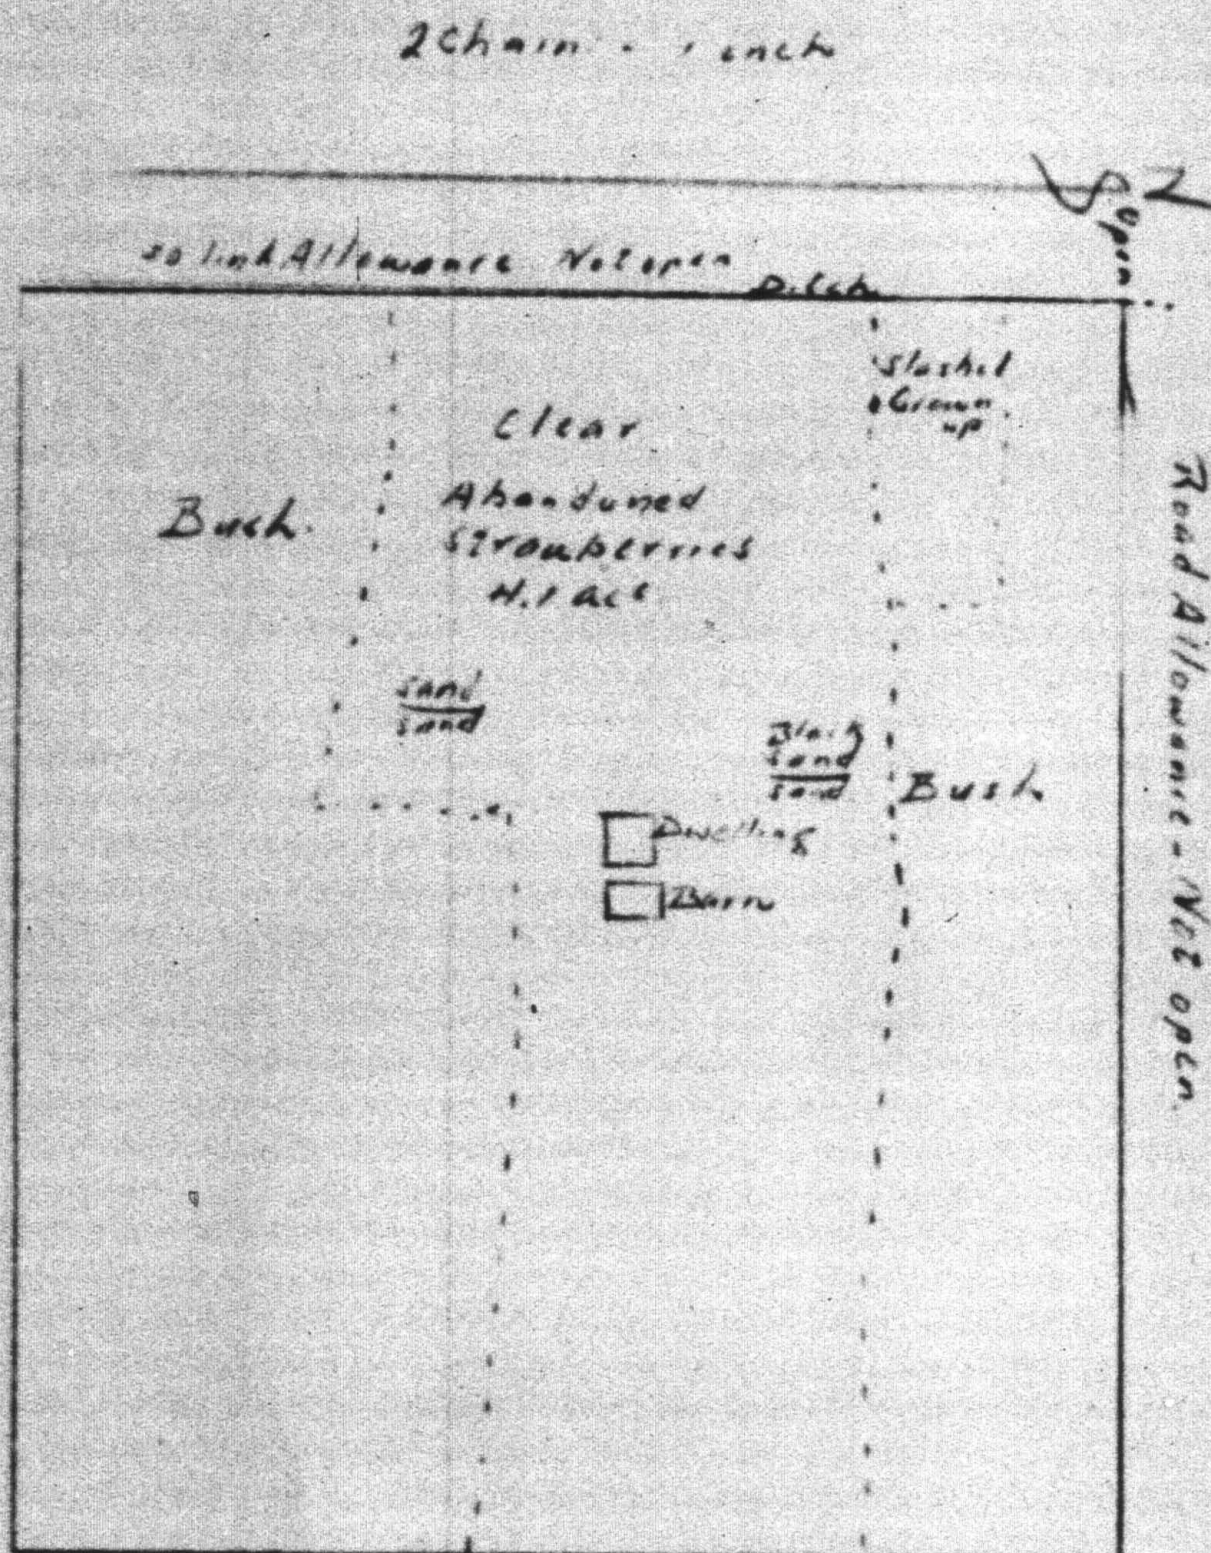 2 Chain . 1 inch
50 link Allowance Not open
Open
Ditch
Slashed
Grown
up
Clear
Abandoned
Strawberries
Bush
Road Allowance - Not open
Sand
Sand
Black
Sand
Sand
Bush
Dwelling
Barn